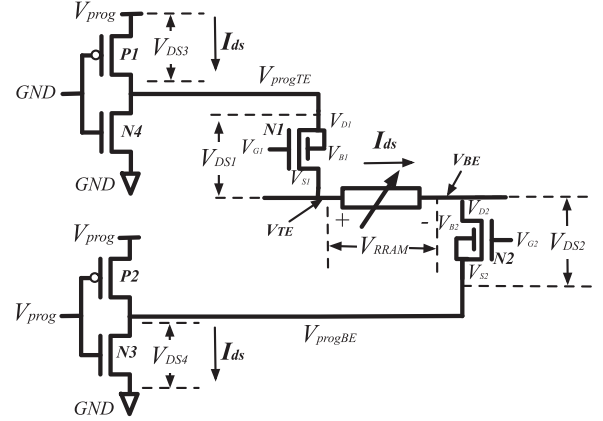 Vprog
P1
VDS3
Ids
GND
VprogTE
N4
N1
VD1
VG1
VB1
VDS1
VS1
Ids
VBE
GND
VTE
+
-
VRRAM
VD2
VB2
VG2
VDS2
N2
VS2
Vprog
P2
Vprog
VprogBE
N3
VDS4
Ids
GND